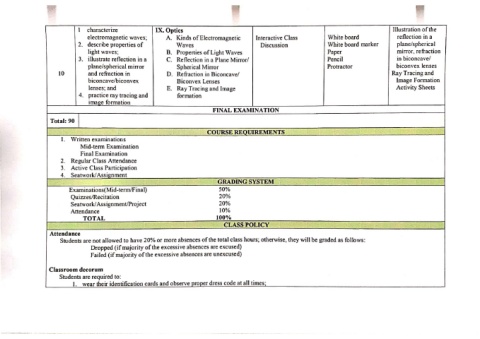 10
1 characterize
electromagnetic waves;
2. describe properties of
light waves;
3. illustrate reflection in a
plane/spherical mirror
and refraction in
biconcave/biconvex
lenses; and
4. practice ray tracing and
image formation
IX. Optics
A. Kinds of Electromagnetic
Waves
B. Properties of Light Waves
C. Reflection in a Plane Mirror/
Spherical Mirror
D. Refraction in Biconcave/
Biconvex Lenses
E. Ray Tracing and Image
formation
Interactive Class
Discussion
White board
White board marker
Paper
Pencil
Protractor
Illustration of the
reflection in a
plane/spherical
mirror, refraction
in biconcave/
biconvex lenses
Ray Tracing and
Image Formation
Activity Sheets
FINAL EXAMINATION
Total: 90
COURSE REQUIREMENTS
1. Written examinations
Mid-term Examination
Final Examination
2. Regular Class Attendance
3. Active Class Participation
4. Seatwork/Assignment
GRADING SYSTEM
Examinations(Mid-term/Final) 50%
Quizzes/Recitation 20%
Seatwork/Assignment/Project 20%
Attendance 10%
TOTAL 100%
CLASS POLICY
Attendance
Students are not allowed to have 20% or more absences of the total class hours; otherwise, they will be graded as follows:
Dropped (if majority of the excessive absences are excused)
Failed (if majority of the excessive absences are unexcused)
Classroom decorum
Students are required to:
1. wear their identification cards and observe proper dress code at all times;